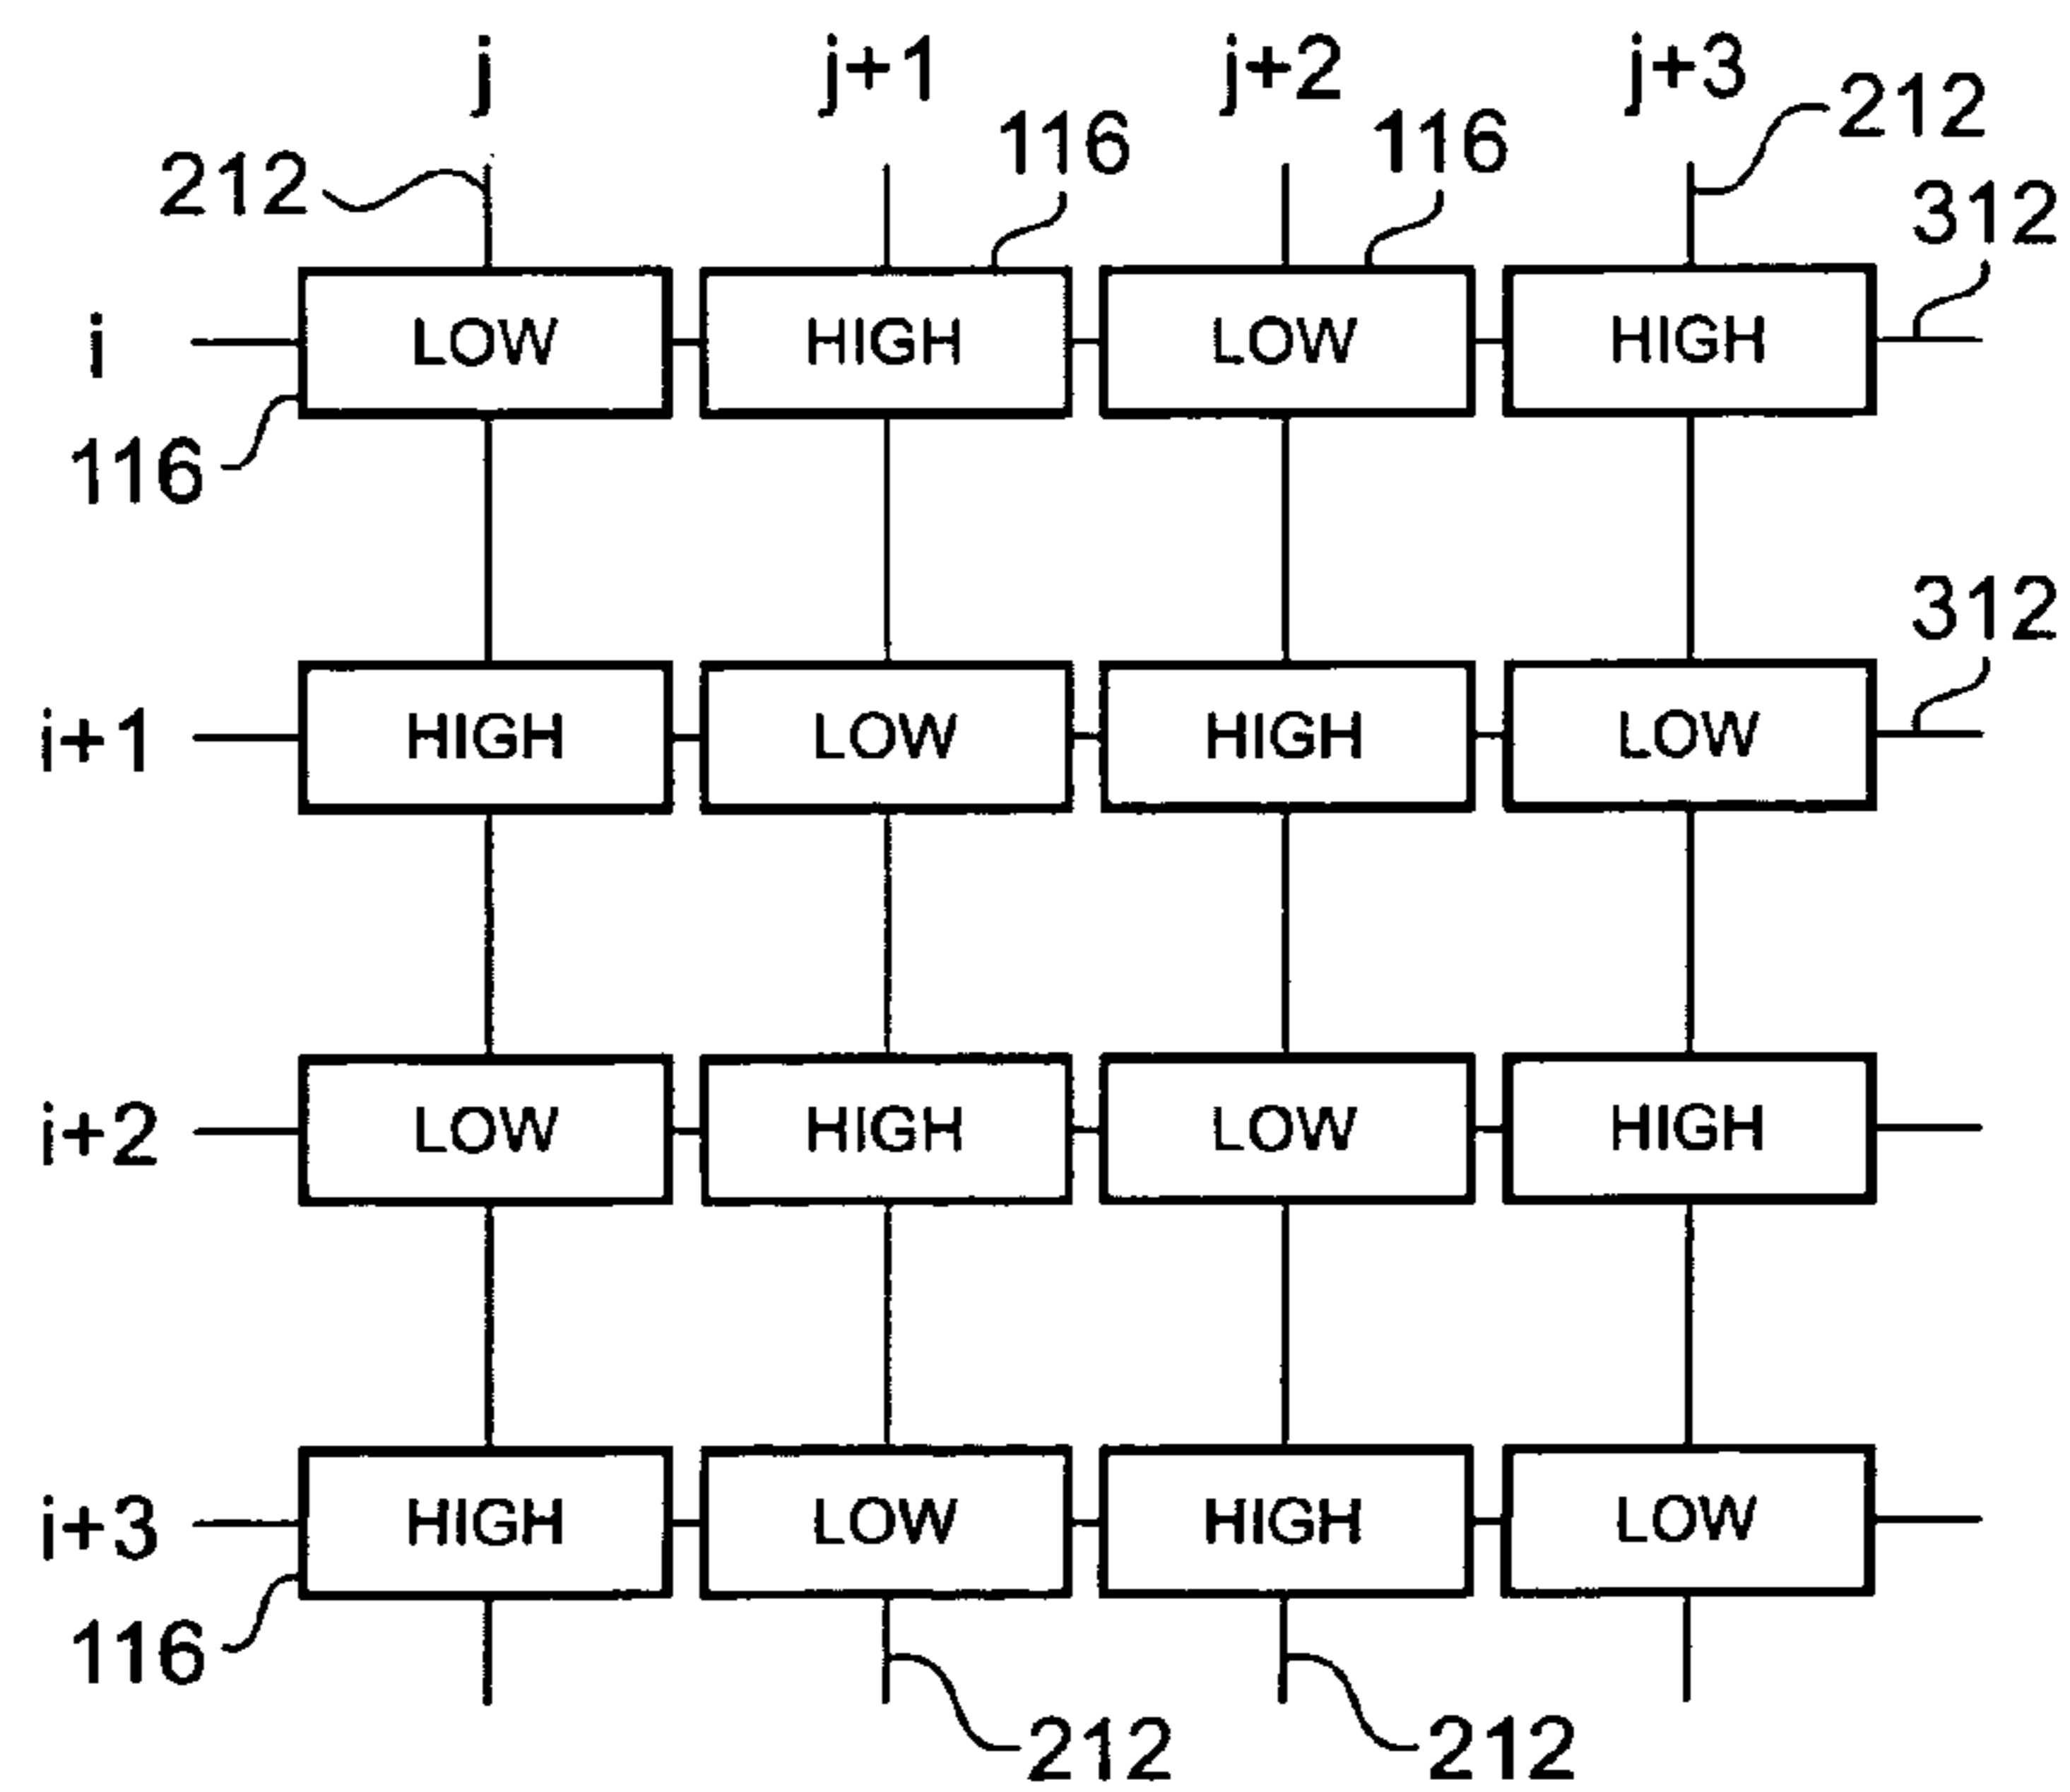 j j+1 j+2 j+3
212 116 116 212
312
i LOW HIGH LOW HIGH
116
312
i+1 HIGH LOW HIGH LOW
i+2 LOW HIGH LOW HIGH
i+3 HIGH LOW HIGH LOW
116
212 212